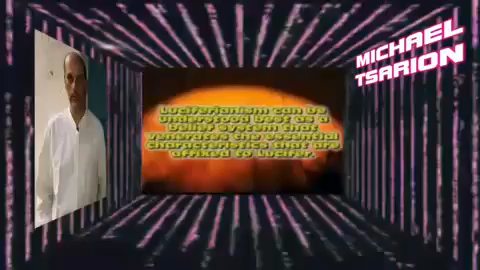 MICHAEL
TSARION
Luciferianism can be
understood best as a
belief system that
venerates the essential
characteristics that are
affixed to Lucifer.